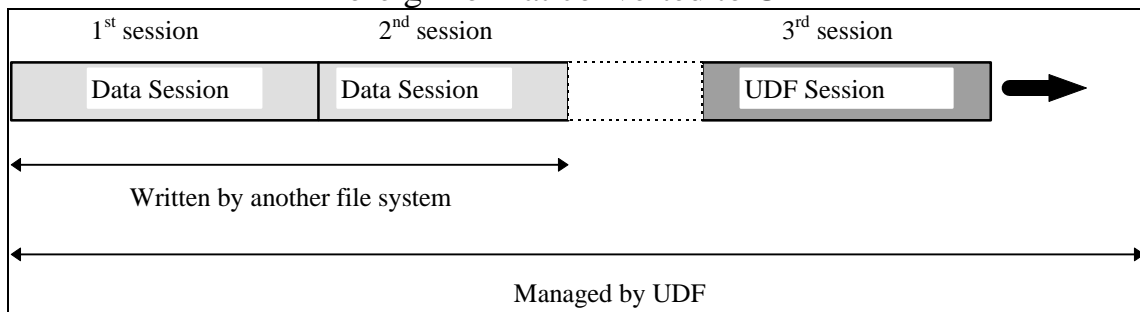 1st session 2nd session 3rd session
Data Session Data Session UDF Session
Written by another file system
Managed by UDF